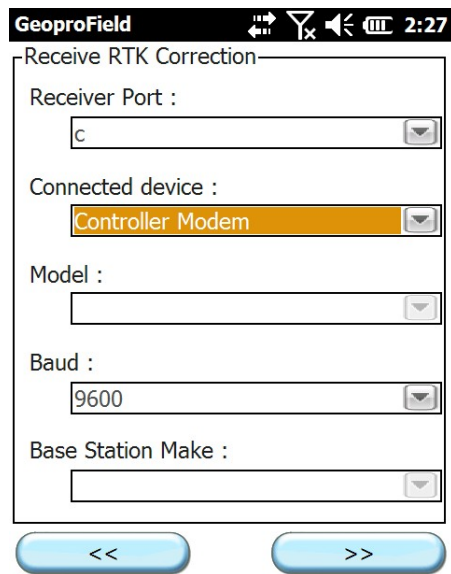 GeoproField 2:27
Receive RTK Correction
Receiver Port :
c
Connected device :
Controller Modem
Model :
Baud :
9600
Base Station Make :
<< >>